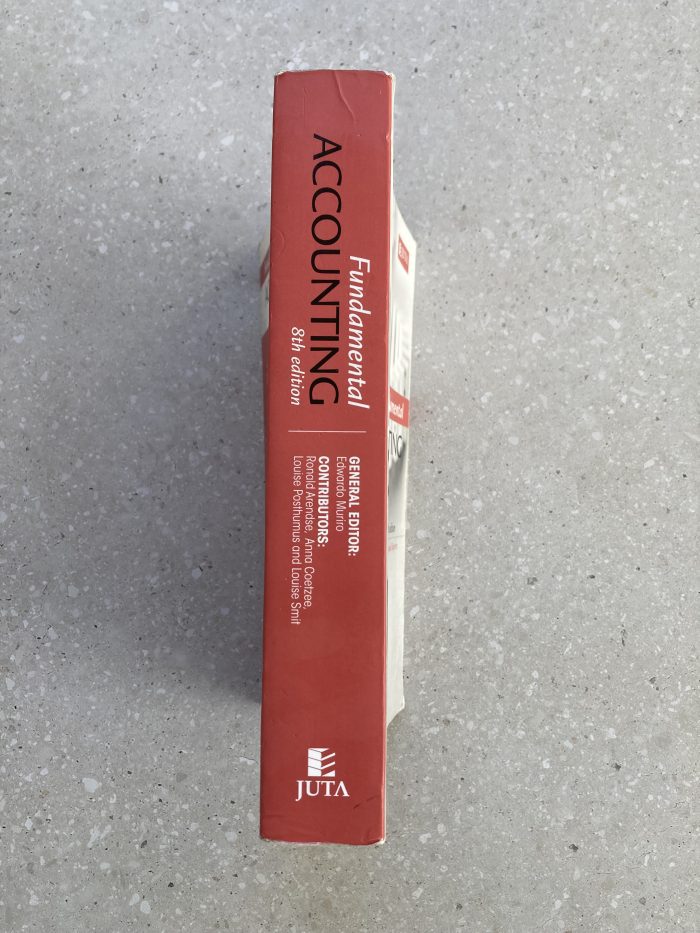 Fundamental
ACCOUNTING
8th edition
GENERAL EDITOR:
Edwardo Muriro
CONTRIBUTORS:
Ronald Arendse, Anna Coetzee,
Louise Posthumus and Louise Smit
JUTA